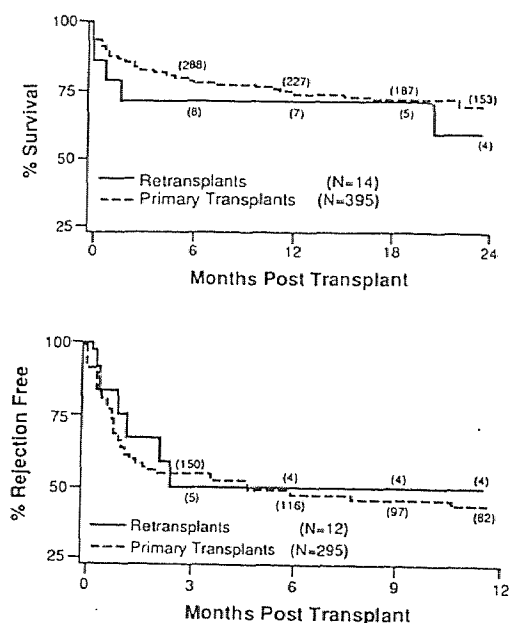 100
75
50
25
% Survival
(288)
(227)
(187)
(153)
(8)
(7)
(5)
(4)
Retransplants (N=14)
Primary Transplants (N=395)
0 6 12 18 24
Months Post Transplant
100
75
50
25
% Rejection Free
(150)
(4)
(4)
(4)
(5)
(116)
(97)
(82)
Retransplants (N=12)
Primary Transplants (N=295)
0 3 6 9 12
Months Post Transplant